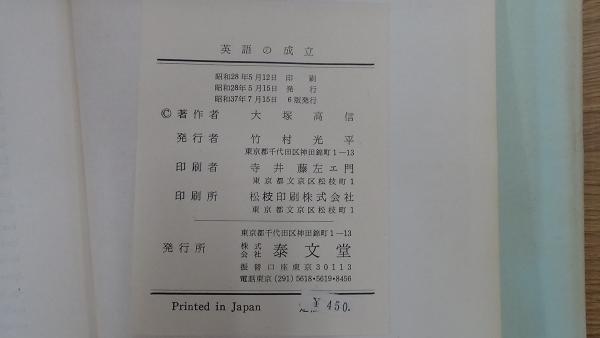 英語の成立
昭和28年5月12日 印刷
昭和28年5月15日 発行
昭和37年7月15日 6版発行
©著作者 大塚高信
発行者 竹村光平
東京都千代田区神田錦町1―13
印刷者 寺井藤左エ門
東京都文京区松枝町1
印刷所 松枝印刷株式会社
東京都文京区松枝町1
東京都千代田区神田錦町1―13
発行所 株式会社 泰文堂
振替口座東京30113
電話東京(291)5618・5619・8456
Printed in Japan ¥450.